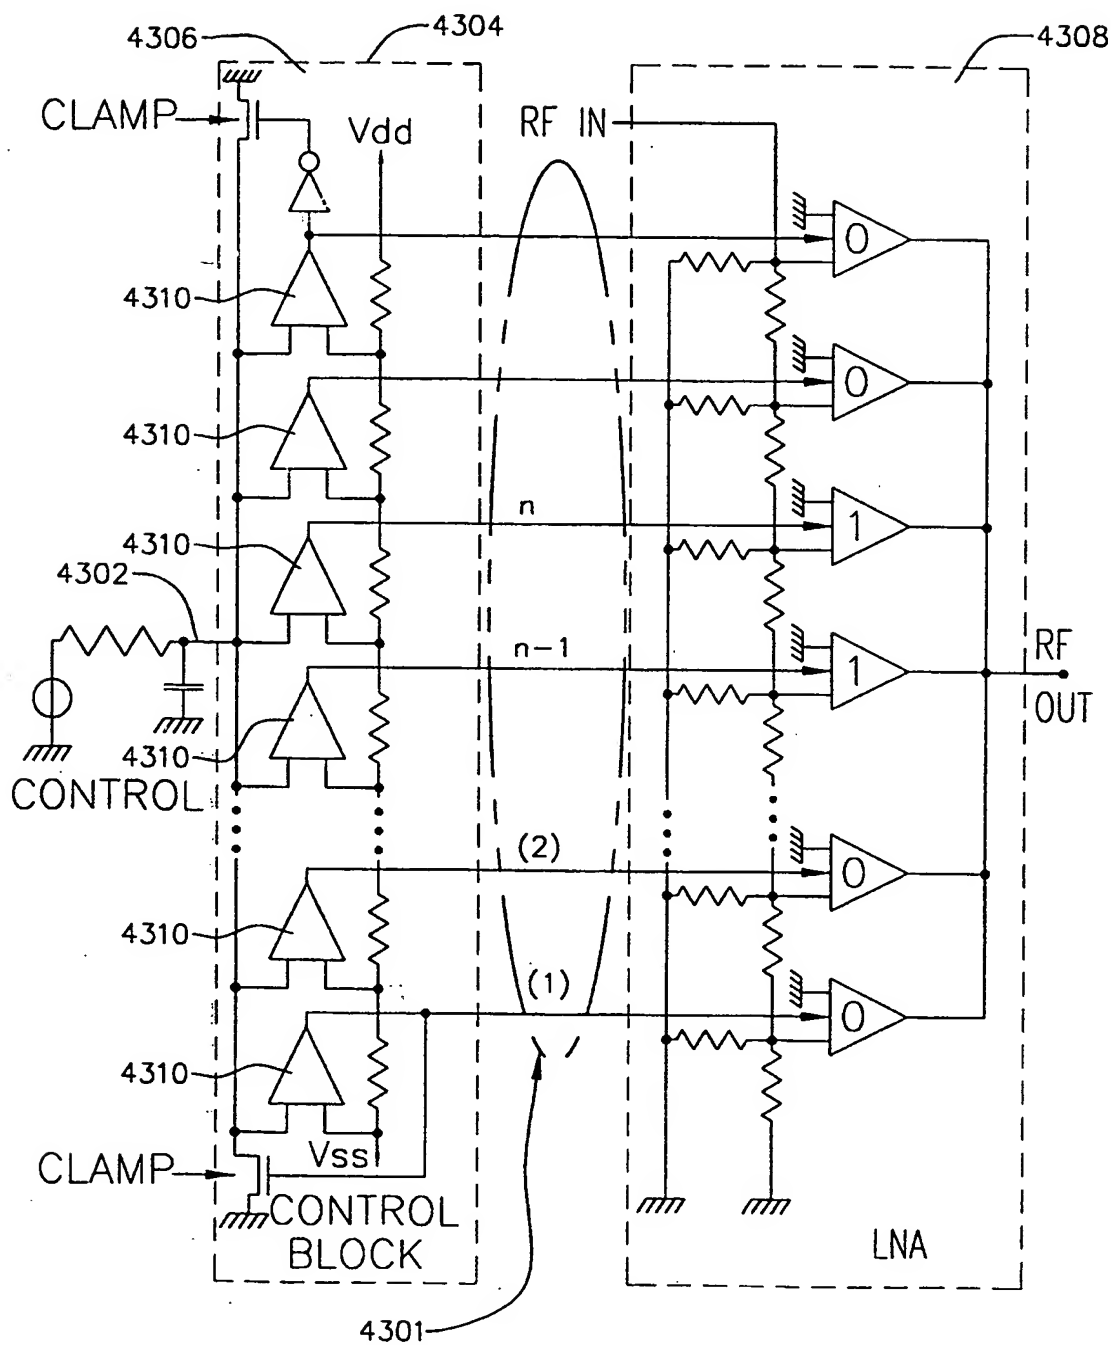 4306
4304
4308
CLAMP
Vdd
RF IN
0
4310
0
4310
n
1
4310
4302
n-1
1
RF
OUT
4310
CONTROL
(2)
0
4310
(1)
0
4310
Vss
CLAMP
CONTROL
BLOCK
LNA
4301